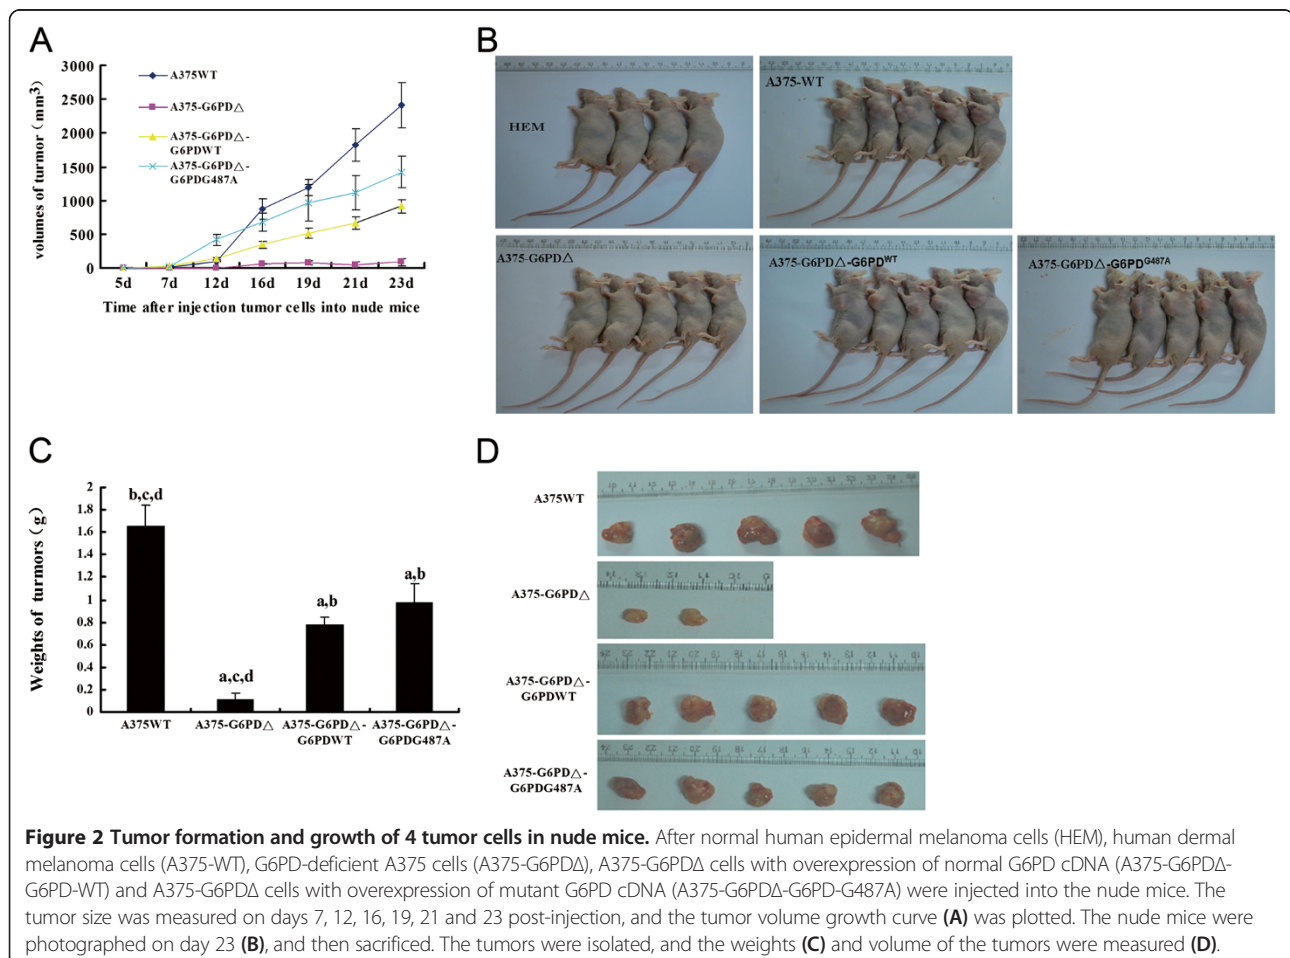 A
3000
2500
2000
1500
1000
500
0
volumes of turmor（mm3）
A375WT
A375-G6PD△
A375-G6PD△-
G6PDWT
A375-G6PD△-
G6PDG487A
5d 7d 12d 16d 19d 21d 23d
Time after injection tumor cells into nude mice
B
HEM
A375-WT
A375-G6PD△
A375-G6PD△-G6PDWT
A375-G6PD△-G6PDG487A
C
2
1.8
1.6
1.4
1.2
1
0.8
0.6
0.4
0.2
0
Weights of turmors（g）
b,c,d
a,c,d
a,b
a,b
A375WT A375-G6PD△ A375-G6PD△- A375-G6PD△-
G6PDWT G6PDG487A
D
A375WT
A375-G6PD△
A375-G6PD△-
G6PDWT
A375-G6PD△-
G6PDG487A
Figure 2 Tumor formation and growth of 4 tumor cells in nude mice. After normal human epidermal melanoma cells (HEM), human dermal
melanoma cells (A375-WT), G6PD-deficient A375 cells (A375-G6PDΔ), A375-G6PDΔ cells with overexpression of normal G6PD cDNA (A375-G6PDΔ-
G6PD-WT) and A375-G6PDΔ cells with overexpression of mutant G6PD cDNA (A375-G6PDΔ-G6PD-G487A) were injected into the nude mice. The
tumor size was measured on days 7, 12, 16, 19, 21 and 23 post-injection, and the tumor volume growth curve (A) was plotted. The nude mice were
photographed on day 23 (B), and then sacrificed. The tumors were isolated, and the weights (C) and volume of the tumors were measured (D).